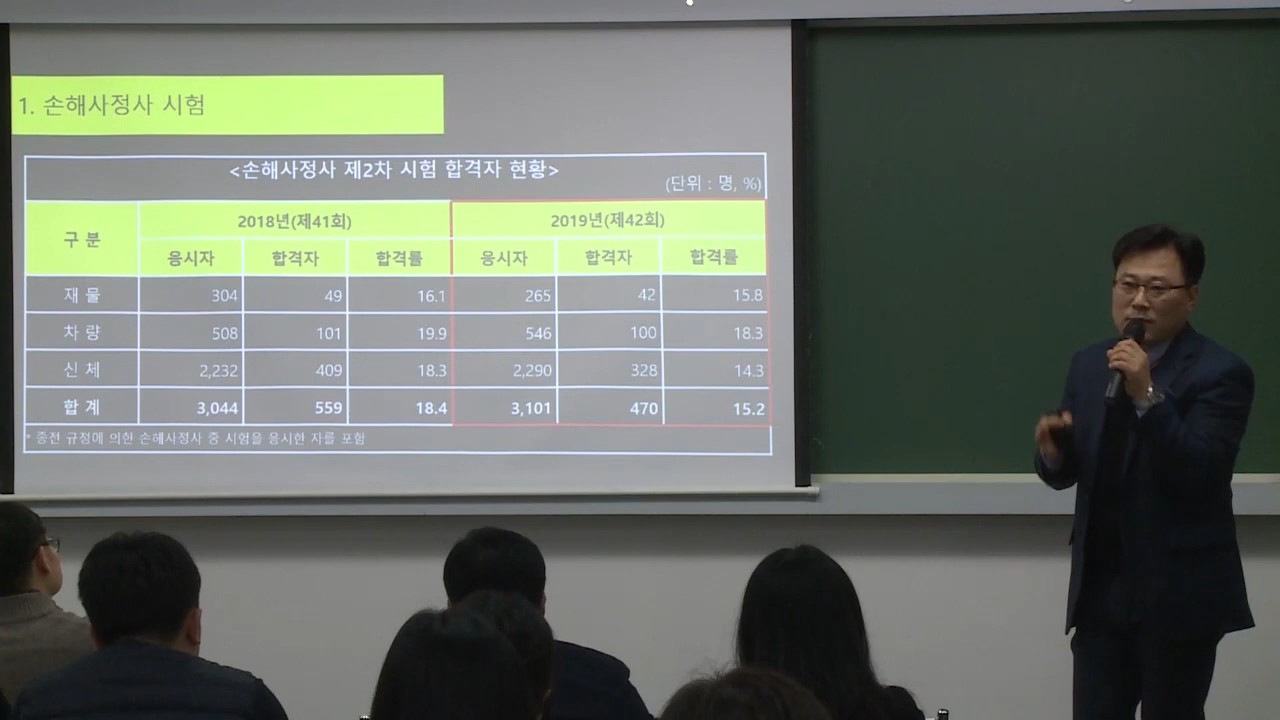 1. 손해사정사 시험
<손해사정사 제2차 시험 합격자 현황>
(단위 : 명, %)
구 분 2018년(제41회) 2019년(제42회)
응시자 합격자 합격률 응시자 합격자 합격률
재 물 304 49 16.1 265 42 15.8
차 량 508 101 19.9 546 100 18.3
신 체 2,232 409 18.3 2,290 328 14.3
합 계 3,044 559 18.4 3,101 470 15.2
* 종전 규정에 의한 손해사정사 중 시험을 응시한 자를 포함